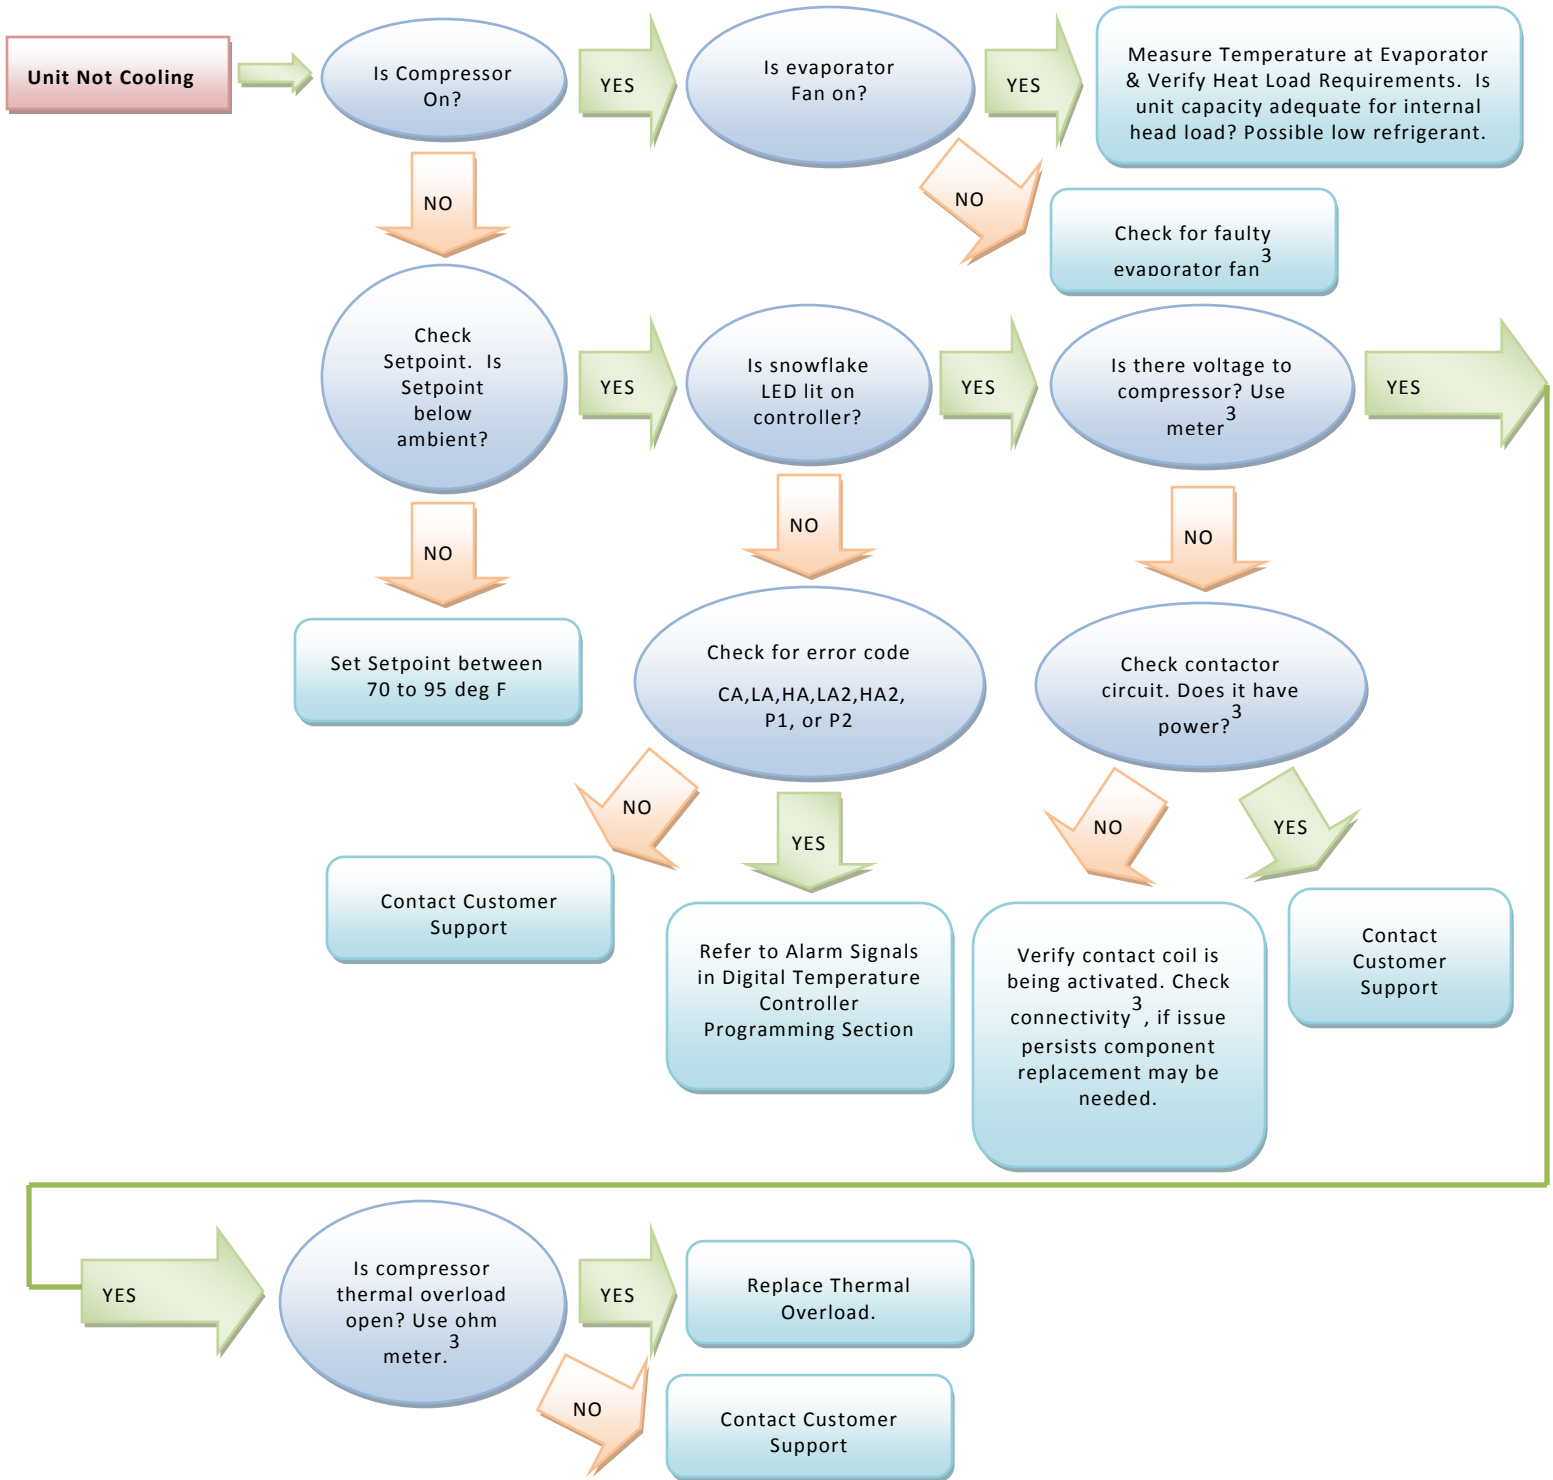 Unit Not Cooling
Is Compressor
On?
YES
Is evaporator
Fan on?
YES
Measure Temperature at Evaporator
& Verify Heat Load Requirements. Is
unit capacity adequate for internal
head load? Possible low refrigerant.
NO
NO
Check for faulty
evaporator fan3
Check
Setpoint. Is
Setpoint
below
ambient?
YES
Is snowflake
LED lit on
controller?
YES
Is there voltage to
compressor? Use
meter3
YES
NO
NO
NO
Set Setpoint between
70 to 95 deg F
Check for error code
CA,LA,HA,LA2,HA2,
P1, or P2
Check contactor
circuit. Does it have
power?3
NO
YES
NO
YES
Contact Customer
Support
Refer to Alarm Signals
in Digital Temperature
Controller
Programming Section
Verify contact coil is
being activated. Check
connectivity3, if issue
persists component
replacement may be
needed.
Contact
Customer
Support
YES
Is compressor
thermal overload
open? Use ohm
meter.3
YES
Replace Thermal
Overload.
NO
Contact Customer
Support